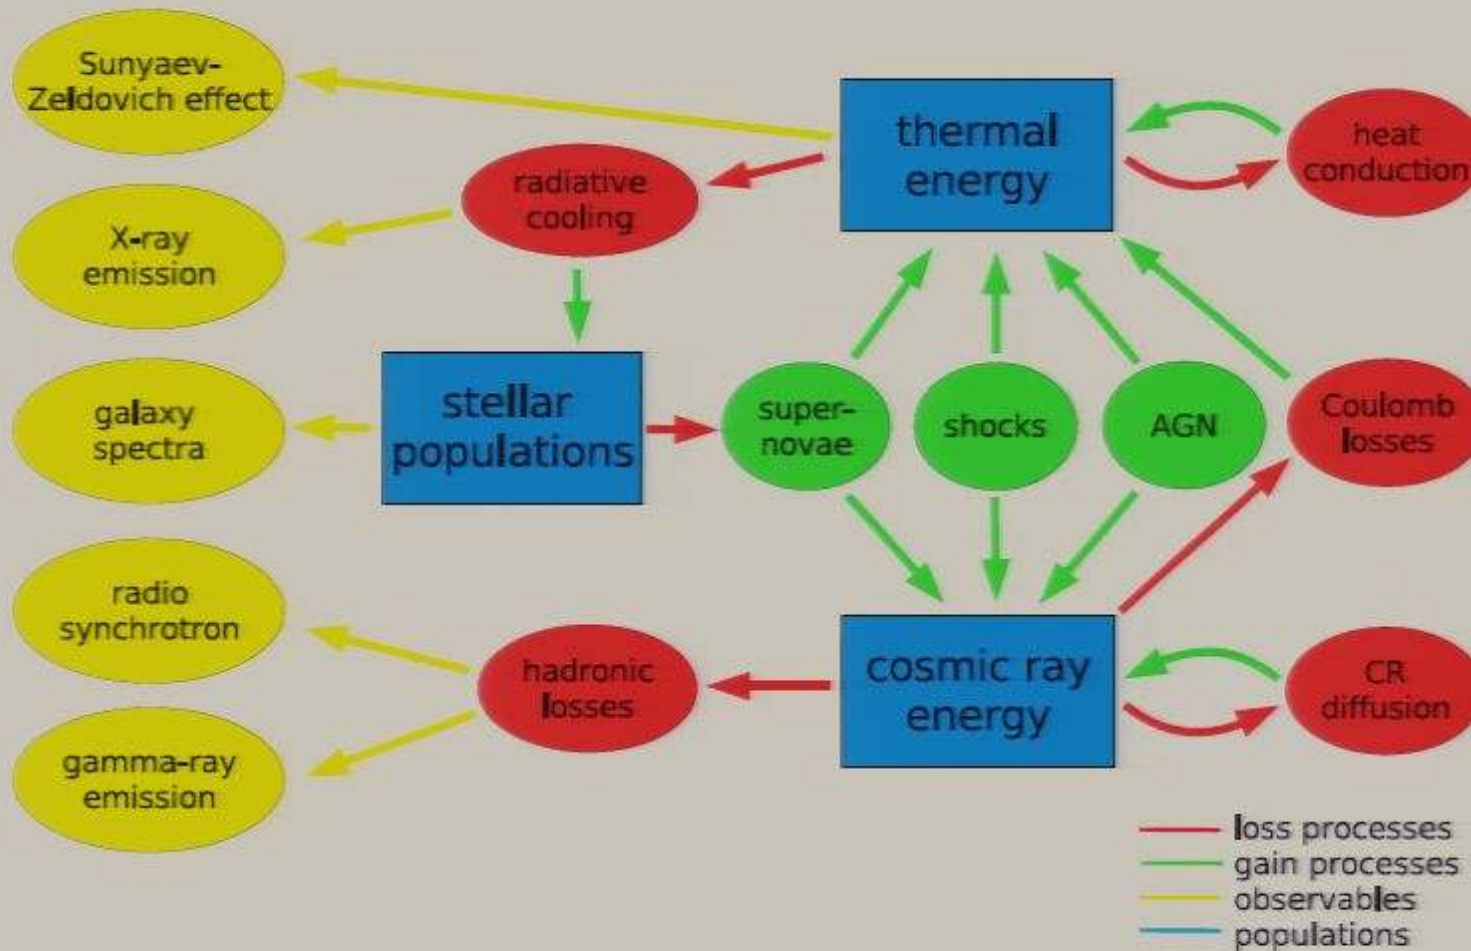 Sunyaev-
Zeldovich effect
thermal
energy
heat
conduction
radiative
cooling
X-ray
emission
stellar
populations
galaxy
spectra
super-
novae
shocks
AGN
Coulomb
losses
radio
synchrotron
hadronic
losses
cosmic ray
energy
CR
diffusion
gamma-ray
emission
loss processes
gain processes
observables
populations